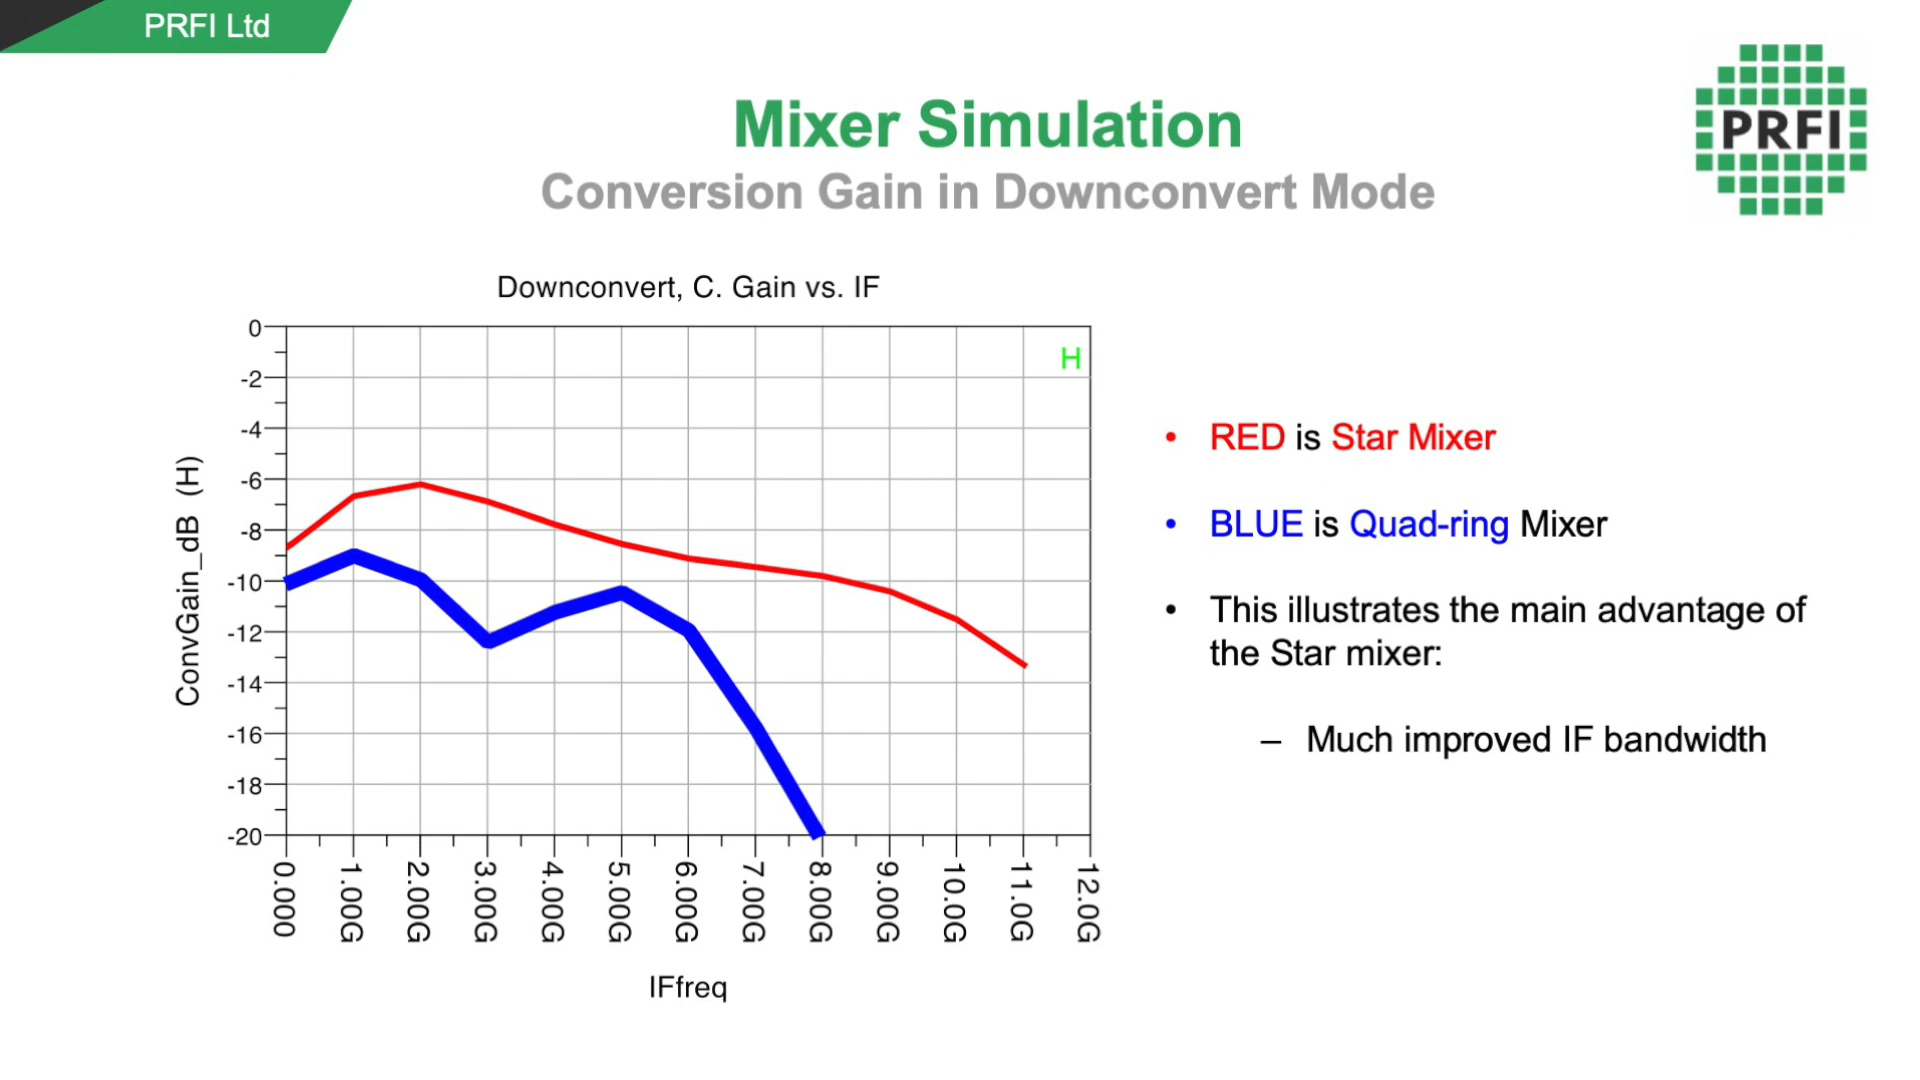 PRFI Ltd
PRFI
Mixer Simulation
Conversion Gain in Downconvert Mode
Downconvert, C. Gain vs. IF
H
ConvGain_dB (H)
0
-2
-4
-6
-8
-10
-12
-14
-16
-18
-20
0.000
1.00G
2.00G
3.00G
4.00G
5.00G
6.00G
7.00G
8.00G
9.00G
10.0G
11.0G
12.0G
IFfreq
• RED is Star Mixer
• BLUE is Quad-ring Mixer
• This illustrates the main advantage of
the Star mixer:
– Much improved IF bandwidth